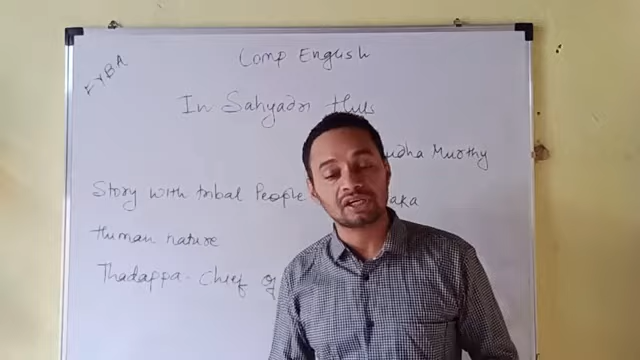 FYBA
Comp English
In Sahyadri Hills
udha Murthy
Story with tribal People aka
Human nature
Thadappa - Chief of